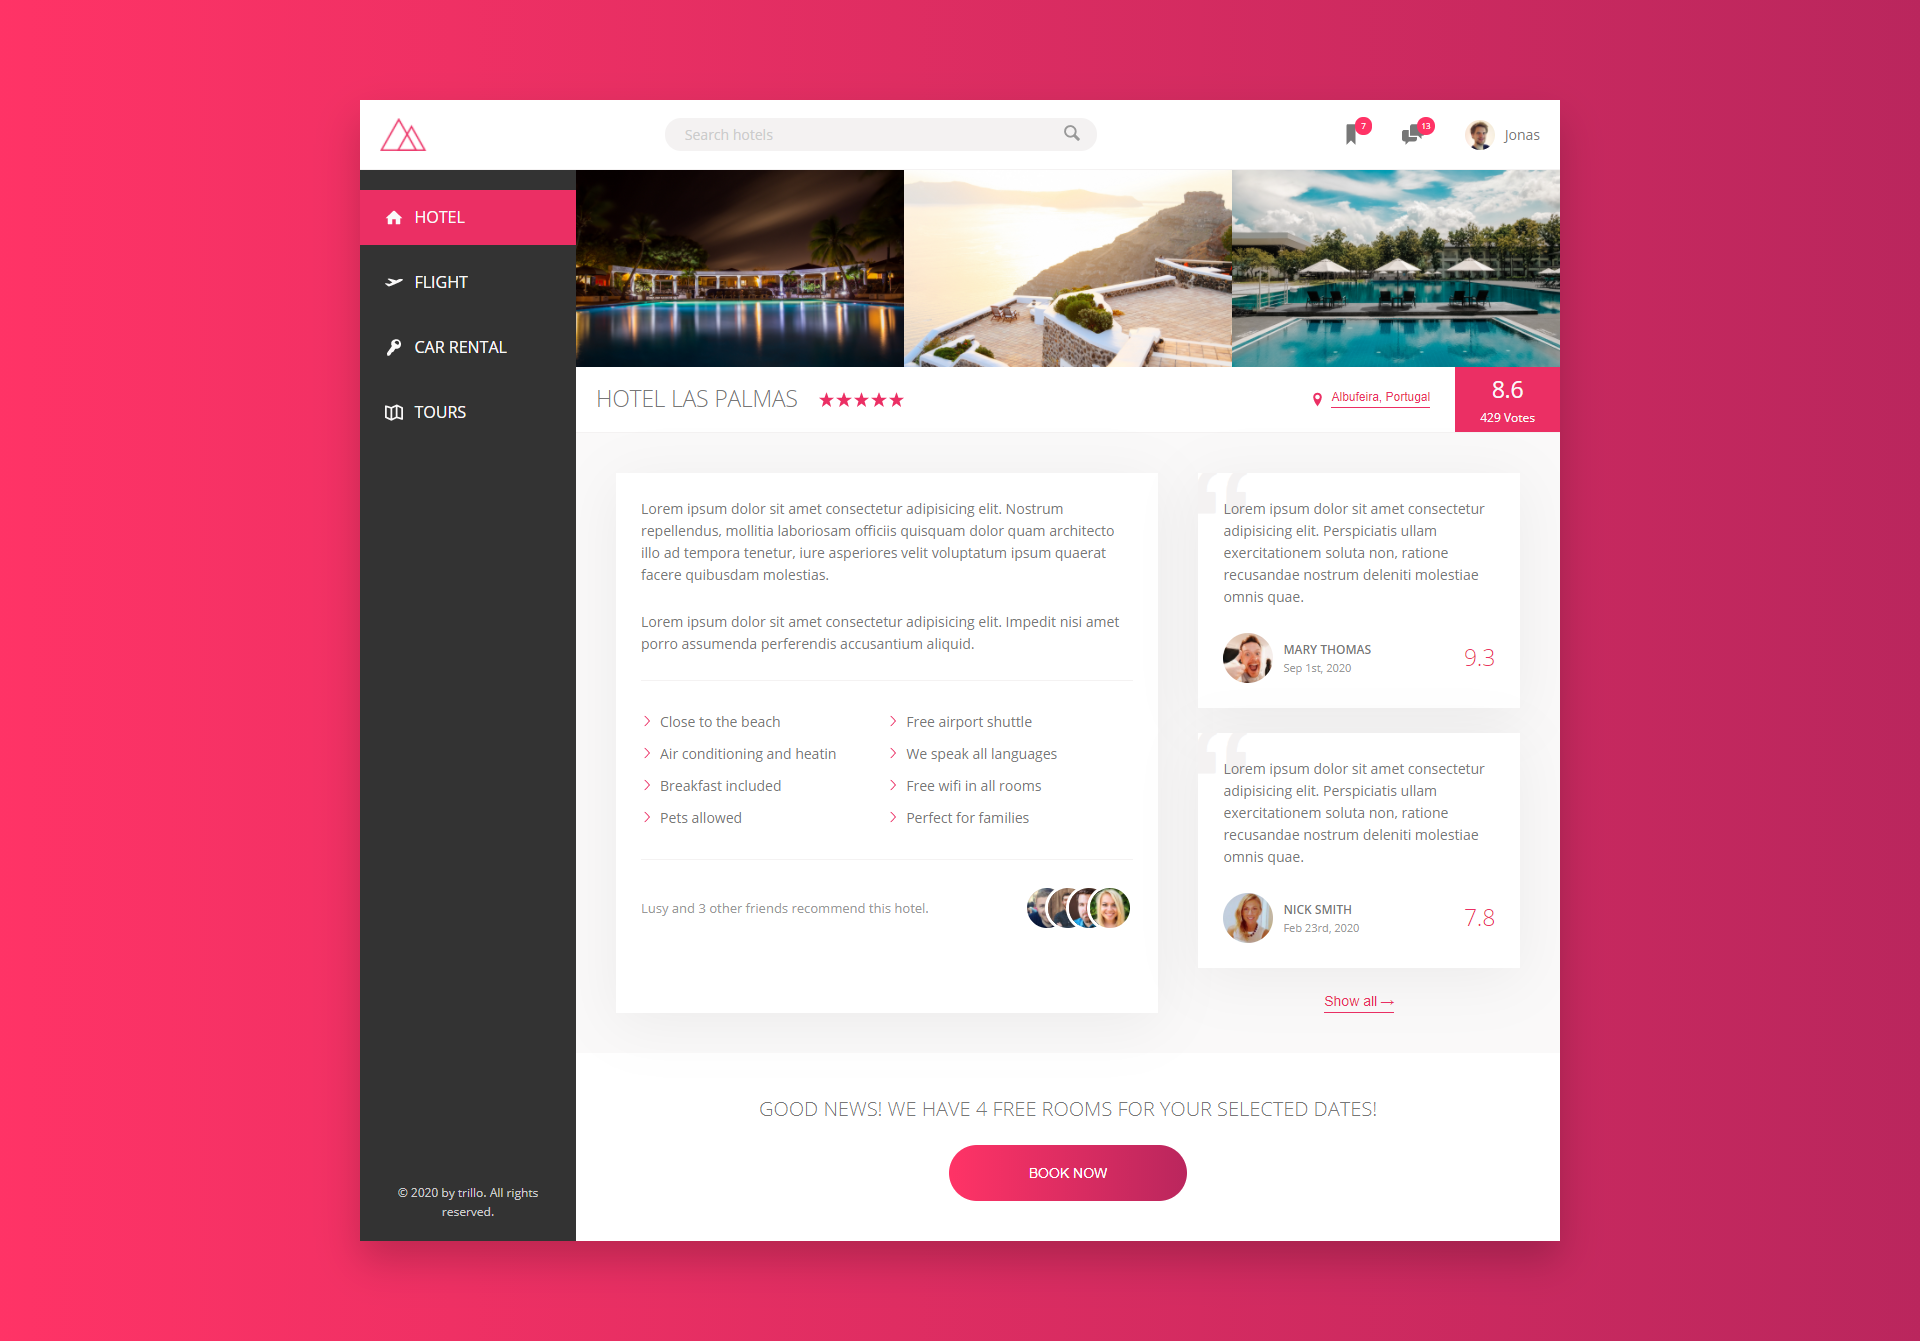 Search hotels
7
13
Jonas
HOTEL
FLIGHT
CAR RENTAL
TOURS
© 2020 by trillo. All rights
reserved.
HOTEL LAS PALMAS
Albufeira, Portugal
8.6
429 Votes
Lorem ipsum dolor sit amet consectetur adipisicing elit. Nostrum
repellendus, mollitia laboriosam officiis quisquam dolor quam architecto
illo ad tempora tenetur, iure asperiores velit voluptatum ipsum quaerat
facere quibusdam molestias.
Lorem ipsum dolor sit amet consectetur adipisicing elit. Impedit nisi amet
porro assumenda perferendis accusantium aliquid.
Close to the beach
Air conditioning and heatin
Breakfast included
Pets allowed
Free airport shuttle
We speak all languages
Free wifi in all rooms
Perfect for families
Lusy and 3 other friends recommend this hotel.
“
Lorem ipsum dolor sit amet consectetur
adipisicing elit. Perspiciatis ullam
exercitationem soluta non, ratione
recusandae nostrum deleniti molestiae
omnis quae.
MARY THOMAS
Sep 1st, 2020
9.3
“
Lorem ipsum dolor sit amet consectetur
adipisicing elit. Perspiciatis ullam
exercitationem soluta non, ratione
recusandae nostrum deleniti molestiae
omnis quae.
NICK SMITH
Feb 23rd, 2020
7.8
Show all →
GOOD NEWS! WE HAVE 4 FREE ROOMS FOR YOUR SELECTED DATES!
BOOK NOW